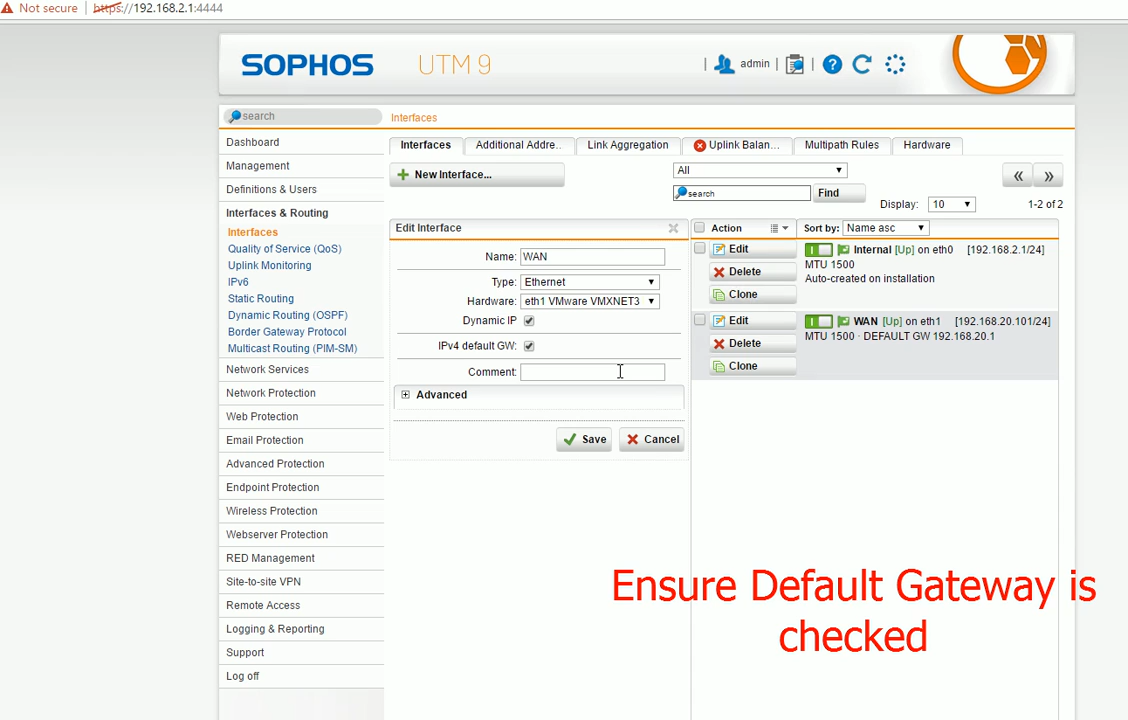 Not secure | https://192.168.2.1:4444
SOPHOS UTM 9
| admin | | ?
search
Dashboard
Management
Definitions & Users
Interfaces & Routing
Interfaces
Quality of Service (QoS)
Uplink Monitoring
IPv6
Static Routing
Dynamic Routing (OSPF)
Border Gateway Protocol
Multicast Routing (PIM-SM)
Network Services
Network Protection
Web Protection
Email Protection
Advanced Protection
Endpoint Protection
Wireless Protection
Webserver Protection
RED Management
Site-to-site VPN
Remote Access
Logging & Reporting
Support
Log off
Interfaces
Interfaces Additional Addre.. Link Aggregation Uplink Balan... Multipath Rules Hardware
+ New Interface...
All
search Find
« »
Display: 10 1-2 of 2
Edit Interface
Name: WAN
Type: Ethernet
Hardware: eth1 VMware VMXNET3
Dynamic IP
IPv4 default GW:
Comment:
Advanced
Save Cancel
Action Sort by: Name asc
Edit Internal [Up] on eth0 [192.168.2.1/24]
MTU 1500
Delete
Auto-created on installation
Clone
Edit WAN [Up] on eth1 [192.168.20.101/24]
MTU 1500 · DEFAULT GW 192.168.20.1
Delete
Clone
Ensure Default Gateway is
checked